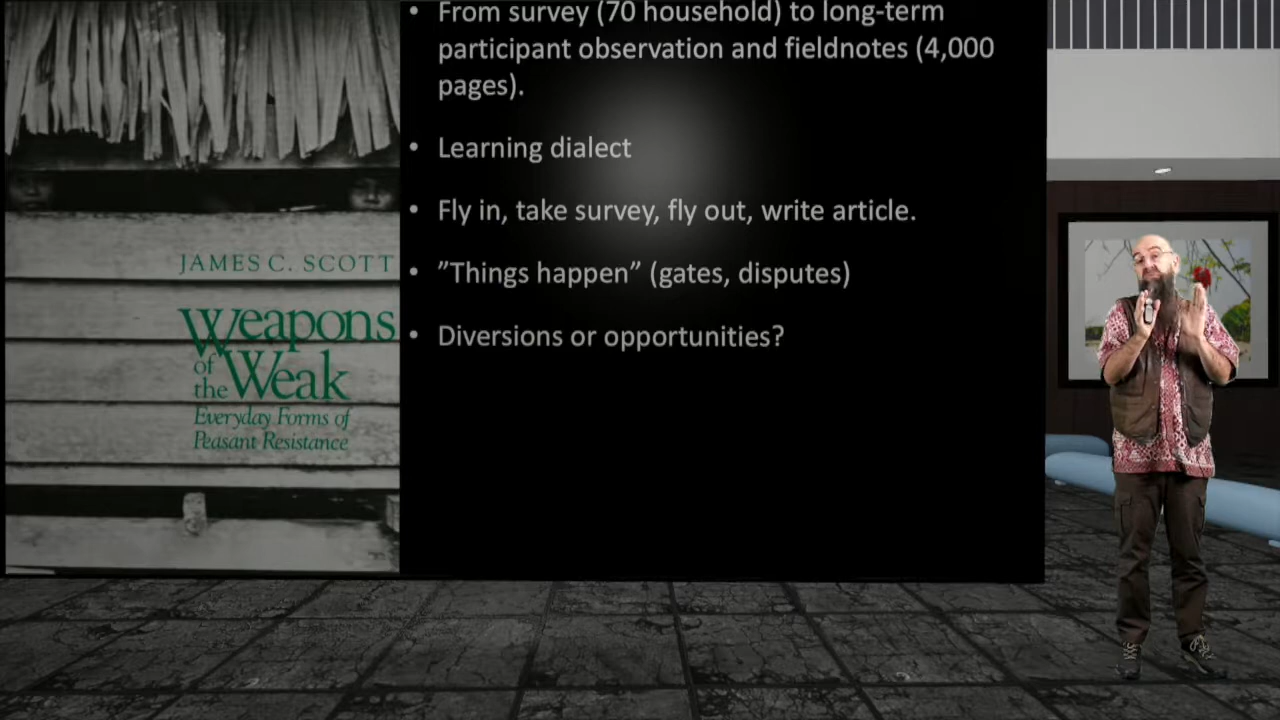 JAMES C. SCOTT
Weapons
of
the Weak
Everyday Forms of
Peasant Resistance
• From survey (70 household) to long-term
participant observation and fieldnotes (4,000
pages).
• Learning dialect
• Fly in, take survey, fly out, write article.
• ”Things happen” (gates, disputes)
• Diversions or opportunities?